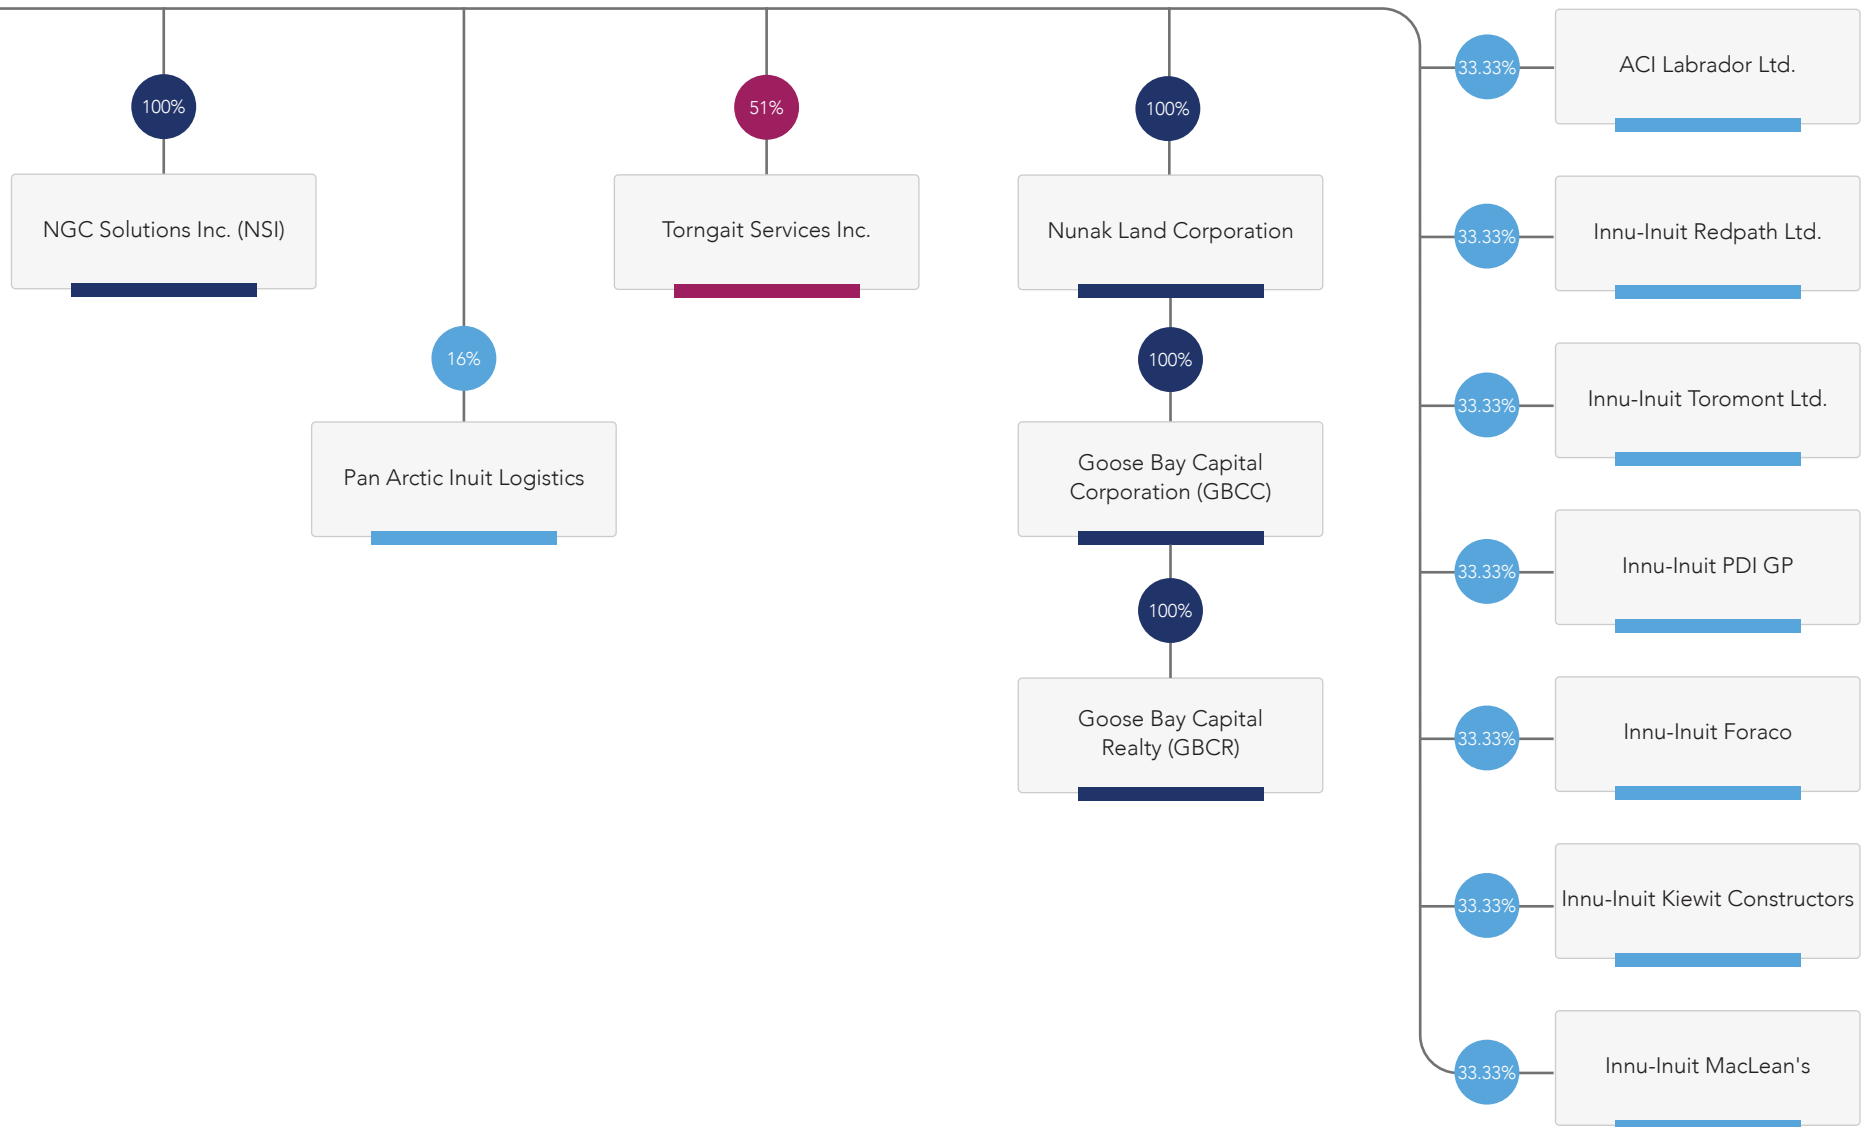 100%
NGC Solutions Inc. (NSI)
16%
Pan Arctic Inuit Logistics
51%
Torngait Services Inc.
100%
Nunak Land Corporation
100%
Goose Bay Capital
Corporation (GBCC)
100%
Goose Bay Capital
Realty (GBCR)
33.33%
ACI Labrador Ltd.
33.33%
Innu-Inuit Redpath Ltd.
33.33%
Innu-Inuit Toromont Ltd.
33.33%
Innu-Inuit PDI GP
33.33%
Innu-Inuit Foraco
33.33%
Innu-Inuit Kiewit Constructors
33.33%
Innu-Inuit MacLean's